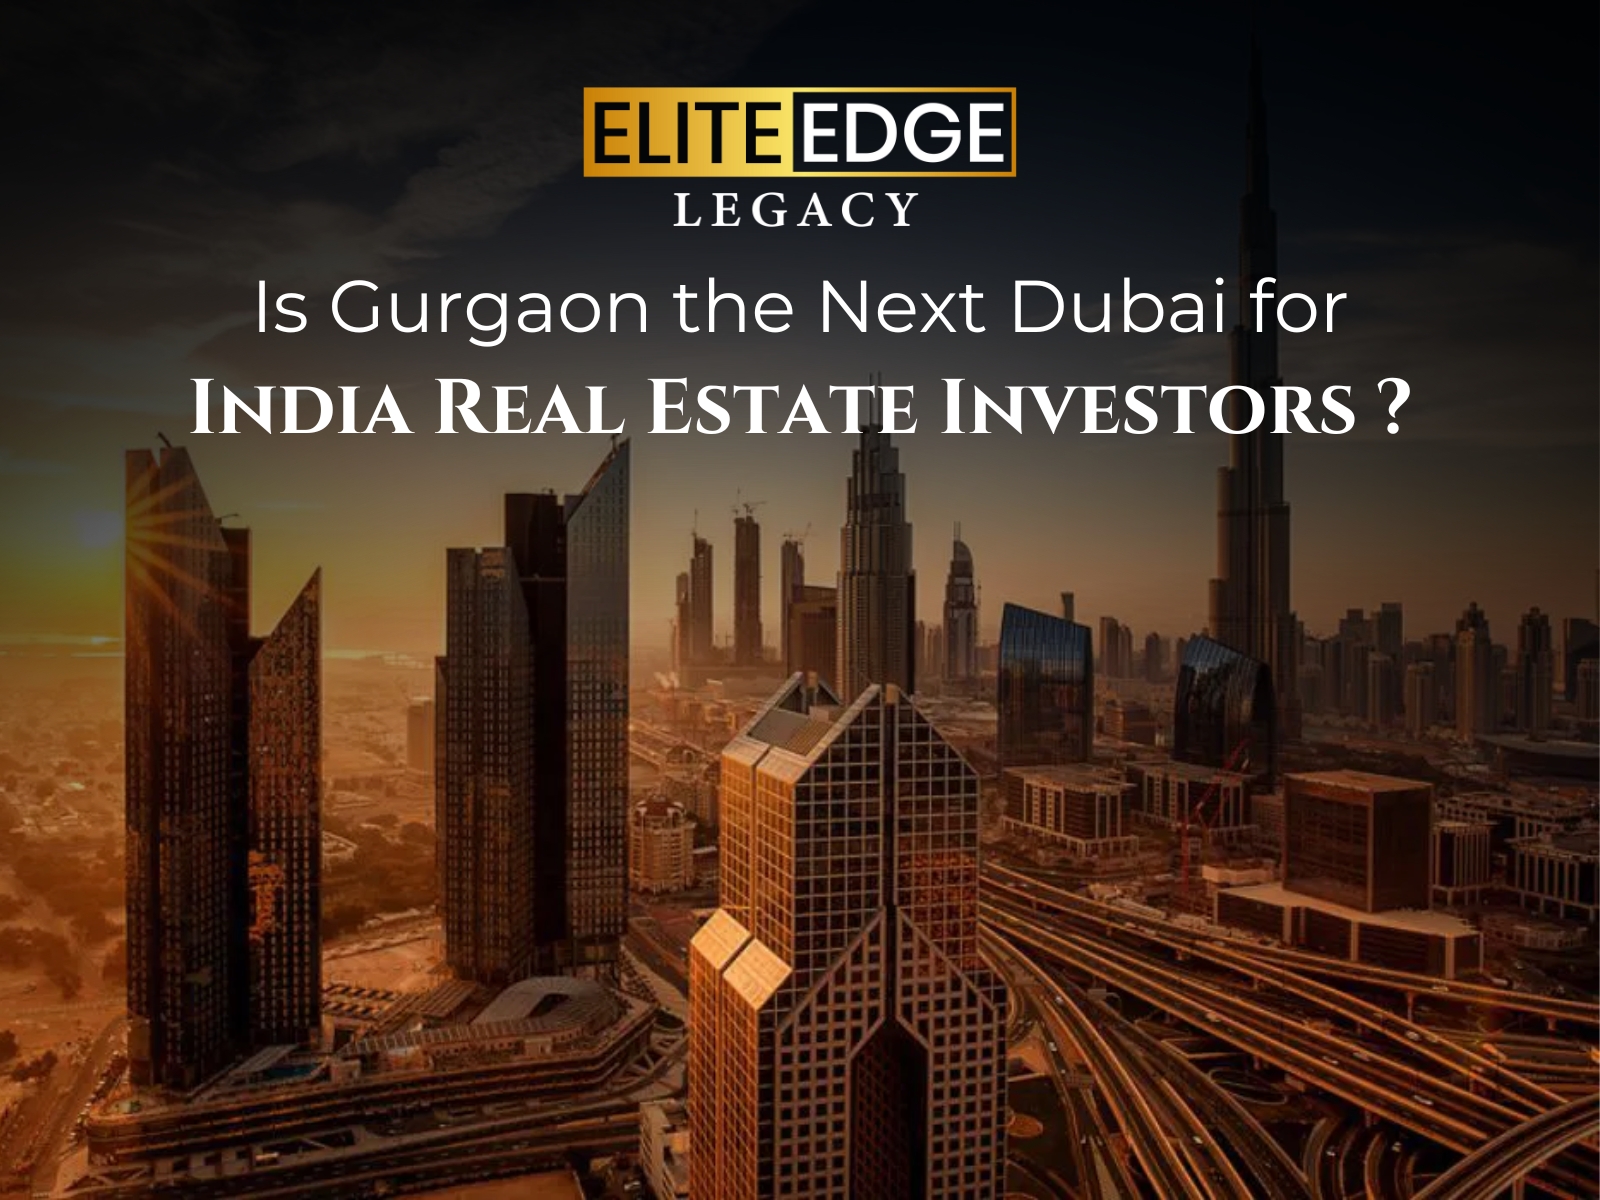 ELITE EDGE
LEGACY
Is Gurgaon the Next Dubai for
India Real Estate Investors ?